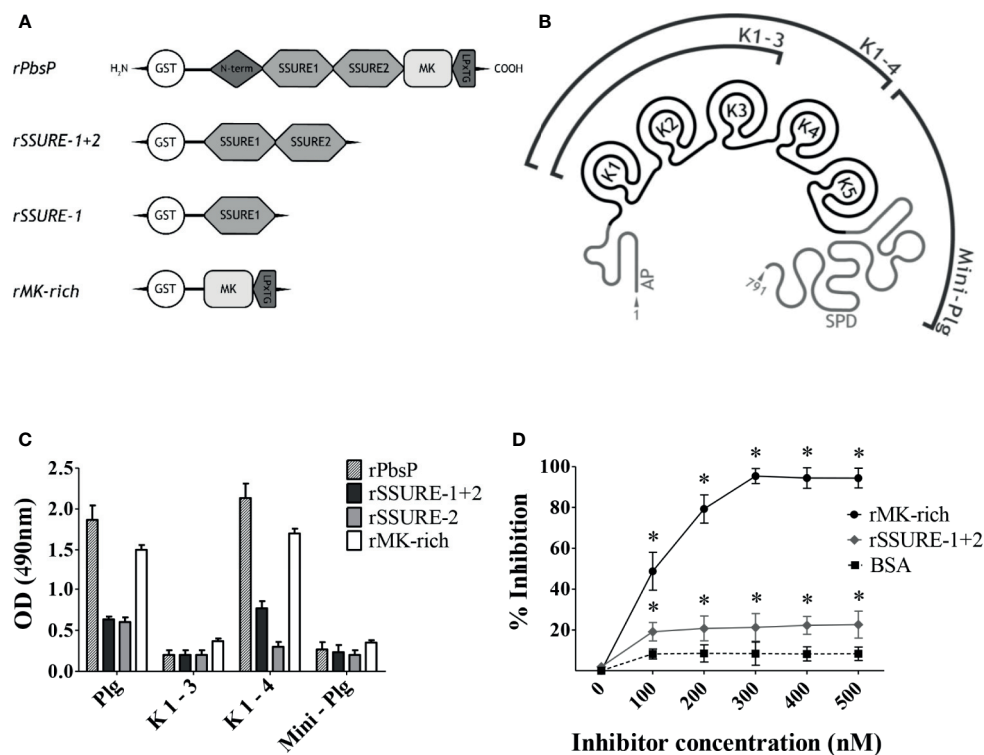 A
rPbsP
H2N
GST
N-term
SSURE1
SSURE2
MK
LPxTG
COOH
rSSURE-1+2
GST
SSURE1
SSURE2
rSSURE-1
GST
SSURE1
rMK-rich
GST
MK
LPxTG
B
K1-3
K1-4
Mini-Plg
K1
K2
K3
K4
K5
AP
1
791
SPD
C
OD (490nm)
2.5
2.0
1.5
1.0
0.5
0.0
rPbsP
rSSURE-1+2
rSSURE-2
rMK-rich
Plg
K 1 - 3
K 1 - 4
Mini - Plg
D
% Inhibition
100
80
60
40
20
* * * * *
* * * * *
rMK-rich
rSSURE-1+2
BSA
0 100 200 300 400 500
Inhibitor concentration (nM)